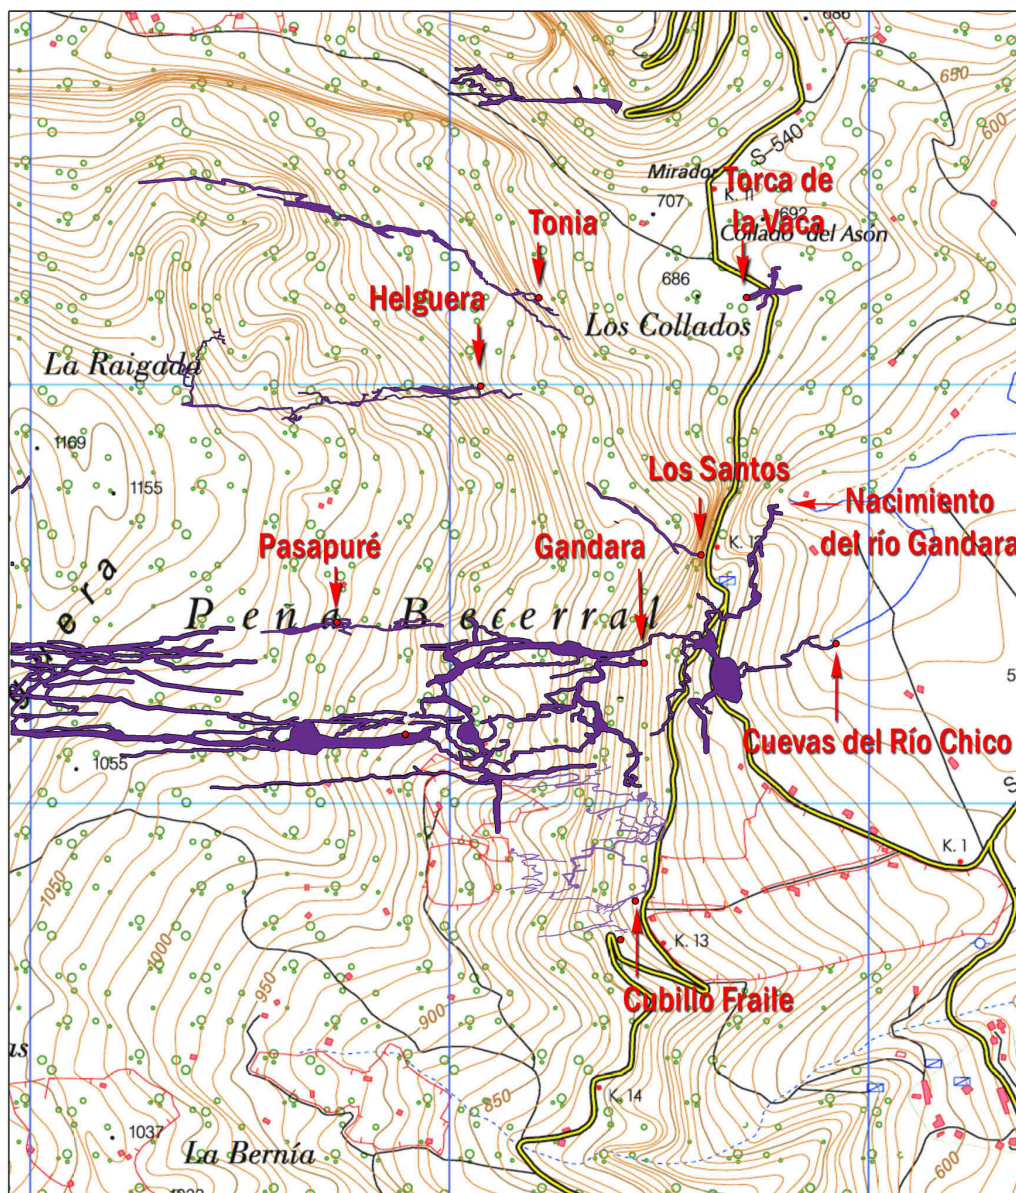 686
650
600
S-540
Mirador
K. 11
Torca de
la Vaca
707
692
Collado del Asón
Tonia
686
Helguera
Los Collados
La Raigada
1169
1155
Los Santos
Nacimiento
del río Gandara
K. 12
Pasapuré
Gandara
Peña Becerral
Cuevas del Río Chico
1055
K. 1
1050
1000
950
900
K. 13
Cubillo Fraile
850
K. 14
1037
La Bernía
600